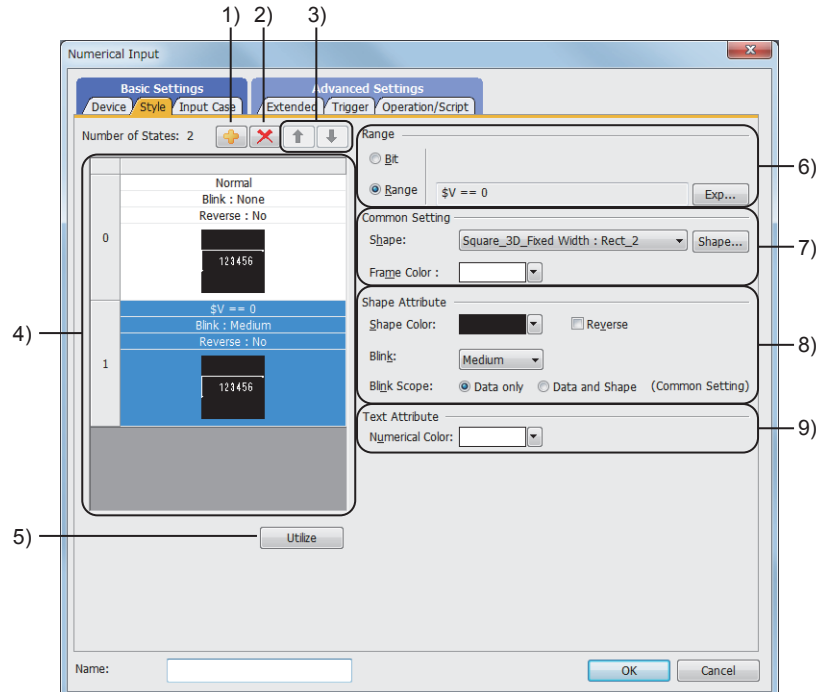 1) 2) 3)
Numerical Input
Basic Settings Advanced Settings
Device Style Input Case Extended Trigger Operation/Script
Number of States: 2
Range
Bit
Range $V == 0 Exp...
6)
Common Setting
Shape: Square_3D_Fixed Width : Rect_2 Shape...
7)
Frame Color :
Shape Attribute
Shape Color: Reverse
Blink: Medium
8)
Blink Scope: Data only Data and Shape (Common Setting)
Text Attribute
Numerical Color:
9)
4)
0
Normal
Blink : None
Reverse : No
123456
1
$V == 0
Blink : Medium
Reverse : No
123456
5)
Utilize
Name:
OK Cancel